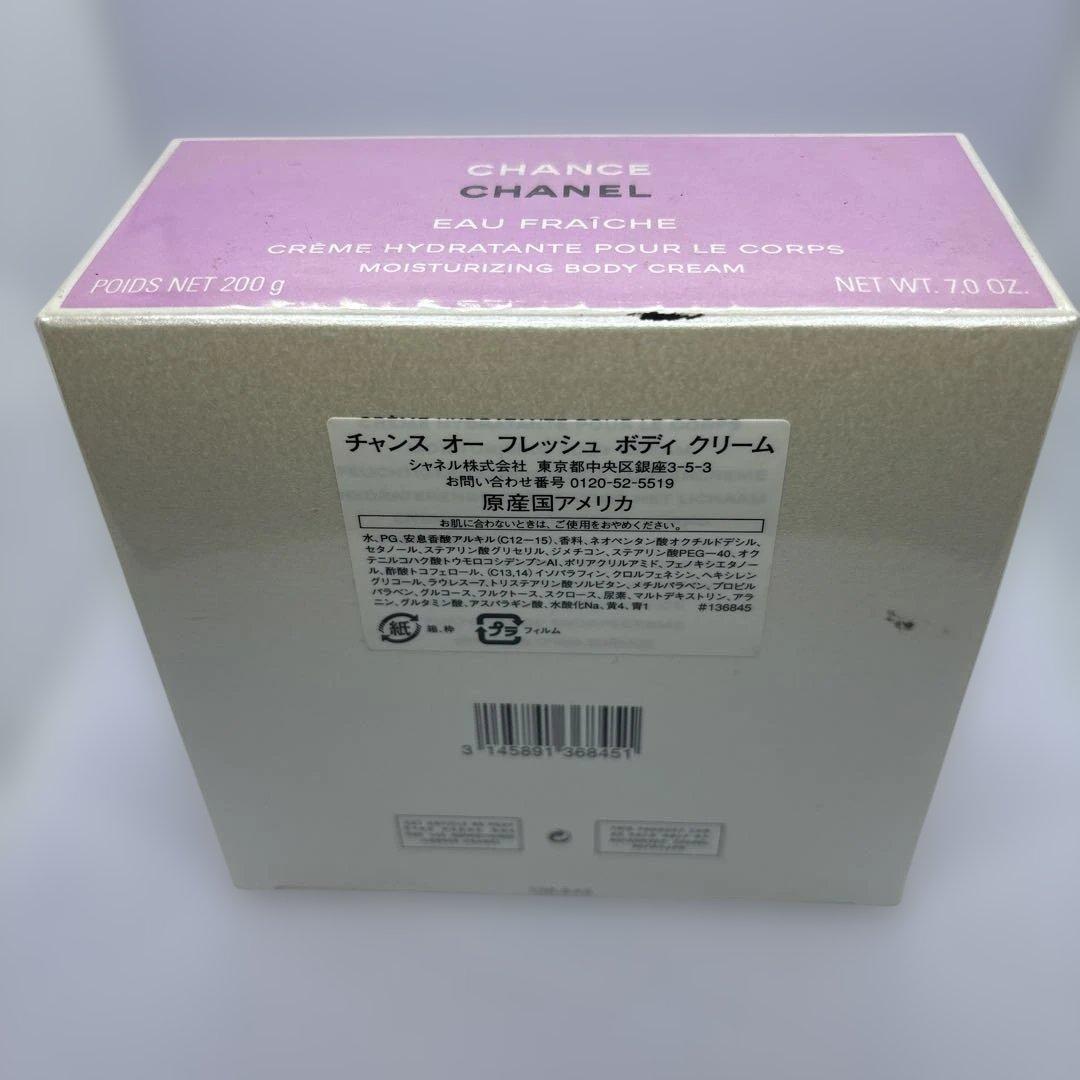 CHANCE
CHANEL
EAU FRAÎCHE
CRÈME HYDRATANTE POUR LE CORPS
MOISTURIZING BODY CREAM
POIDS NET 200 g
NET WT. 7.0 OZ.
チャンス オー フレッシュ ボディ クリーム
シャネル株式会社 東京都中央区銀座3-5-3
お問い合わせ番号 0120-52-5519
原産国アメリカ
お肌に合わないときは、ご使用をおやめください。
水、PG、安息香酸アルキル(C12ー15)、香料、ネオペンタン酸オクチルドデシル、
セタノール、ステアリン酸グリセリル、ジメチコン、ステアリン酸PEGー40、オク
テニルコハク酸トウモロコシデンプンAl、ポリアクリルアミド、フェノキシエタノー
ル、酢酸トコフェロール、(C13,14)イソパラフィン、クロルフェネシン、ヘキシレン
グリコール、ラウレスー7、トリステアリン酸ソルビタン、メチルパラベン、プロピル
パラベン、グルコース、フルクトース、スクロース、尿素、マルトデキストリン、アラ
ニン、グルタミン酸、アスパラギン酸、水酸化Na、黄4、青1 #136845
紙 箱、枠 プラ フィルム
3 145891 368451